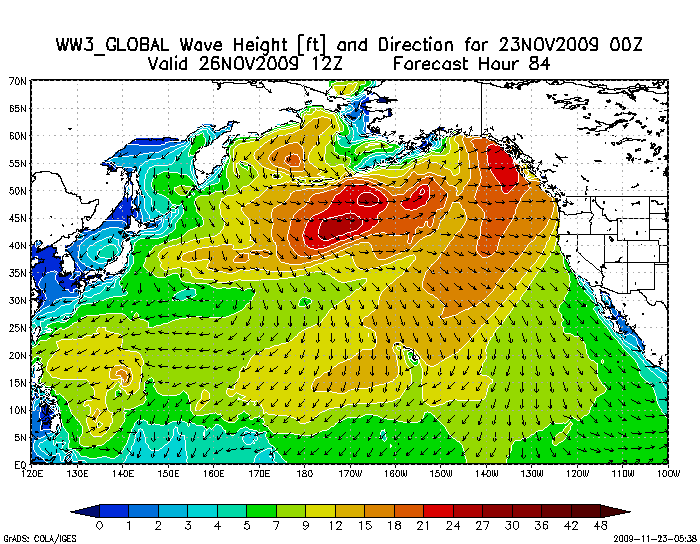 WW3_GLOBAL Wave Height [ft] and Direction for 23NOV2009 00Z
Valid 26NOV2009 12Z Forecast Hour 84
70N
65N
60N
55N
50N
45N
40N
35N
30N
25N
20N
15N
10N
5N
EQ
120E 130E 140E 150E 160E 170E 180 170W 160W 150W 140W 130W 120W 110W 100W
0 1 2 3 4 5 7 9 12 15 18 21 24 27 30 36 42 48
GrADS: COLA/IGES 2009-11-23-05:38